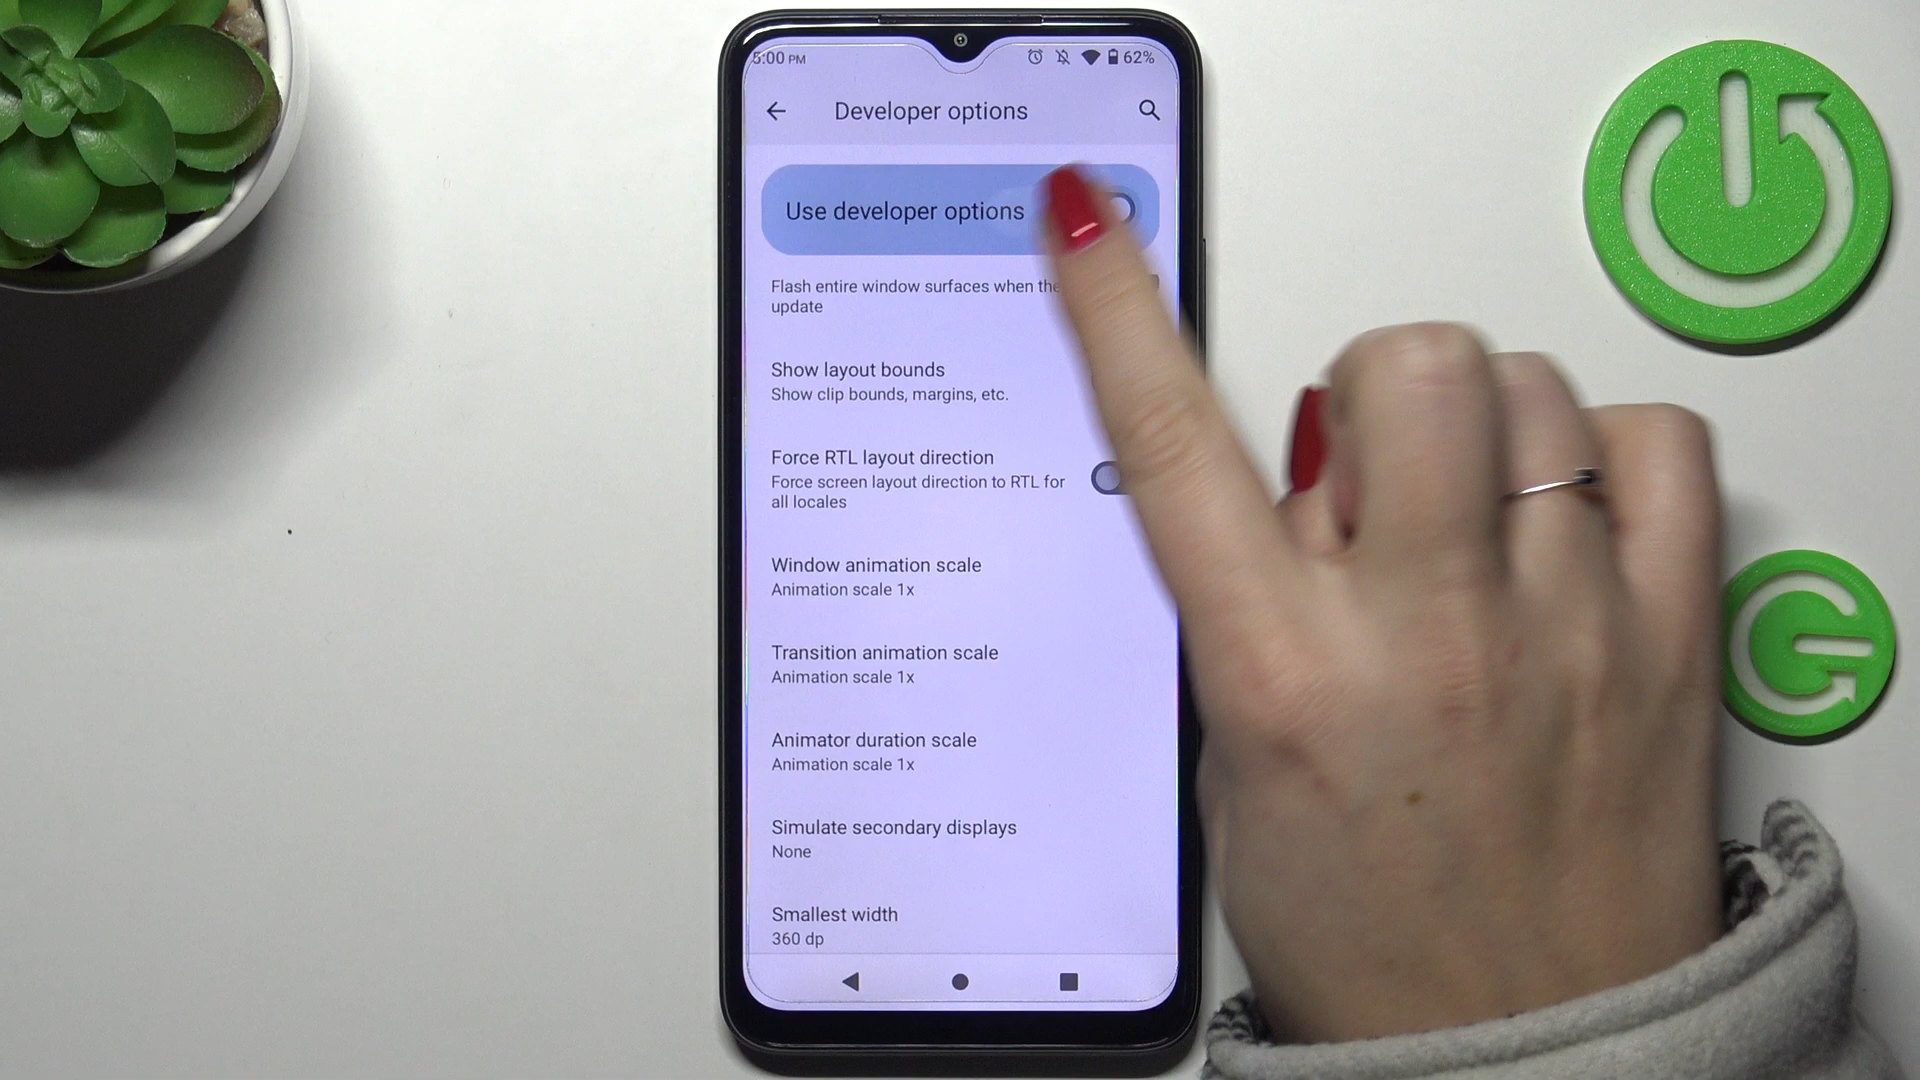 5:00 PM 62%
Developer options
Use developer options
Flash entire window surfaces when the
update
Show layout bounds
Show clip bounds, margins, etc.
Force RTL layout direction
Force screen layout direction to RTL for
all locales
Window animation scale
Animation scale 1x
Transition animation scale
Animation scale 1x
Animator duration scale
Animation scale 1x
Simulate secondary displays
None
Smallest width
360 dp